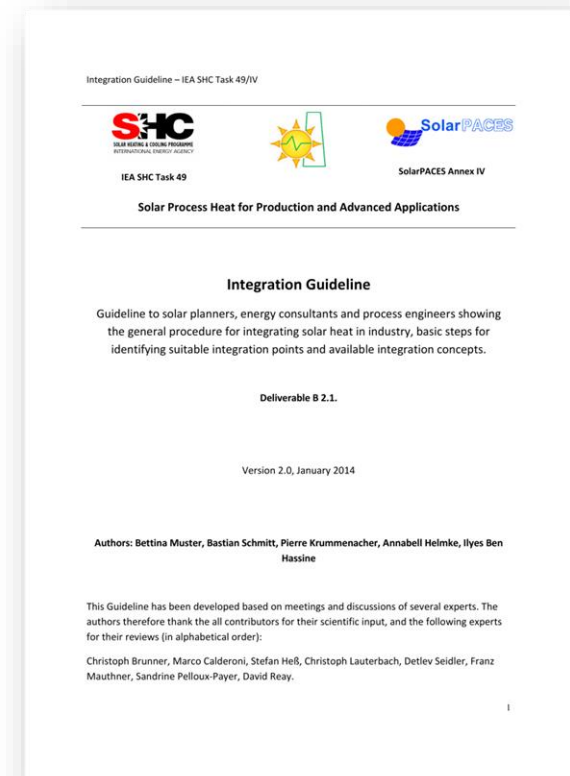 Integration Guideline – IEA SHC Task 49/IV
SHC
SOLAR HEATING & COOLING PROGRAMME
INTERNATIONAL ENERGY AGENCY
SolarPACES
IEA SHC Task 49
SolarPACES Annex IV
Solar Process Heat for Production and Advanced Applications
Integration Guideline
Guideline to solar planners, energy consultants and process engineers showing
the general procedure for integrating solar heat in industry, basic steps for
identifying suitable integration points and available integration concepts.
Deliverable B 2.1.
Version 2.0, January 2014
Authors: Bettina Muster, Bastian Schmitt, Pierre Krummenacher, Annabell Helmke, Ilyes Ben
Hassine
This Guideline has been developed based on meetings and discussions of several experts. The
authors therefore thank the all contributors for their scientific input, and the following experts
for their reviews (in alphabetical order):
Christoph Brunner, Marco Calderoni, Stefan Heß, Christoph Lauterbach, Detlev Seidler, Franz
Mauthner, Sandrine Pelloux-Payer, David Reay.
1